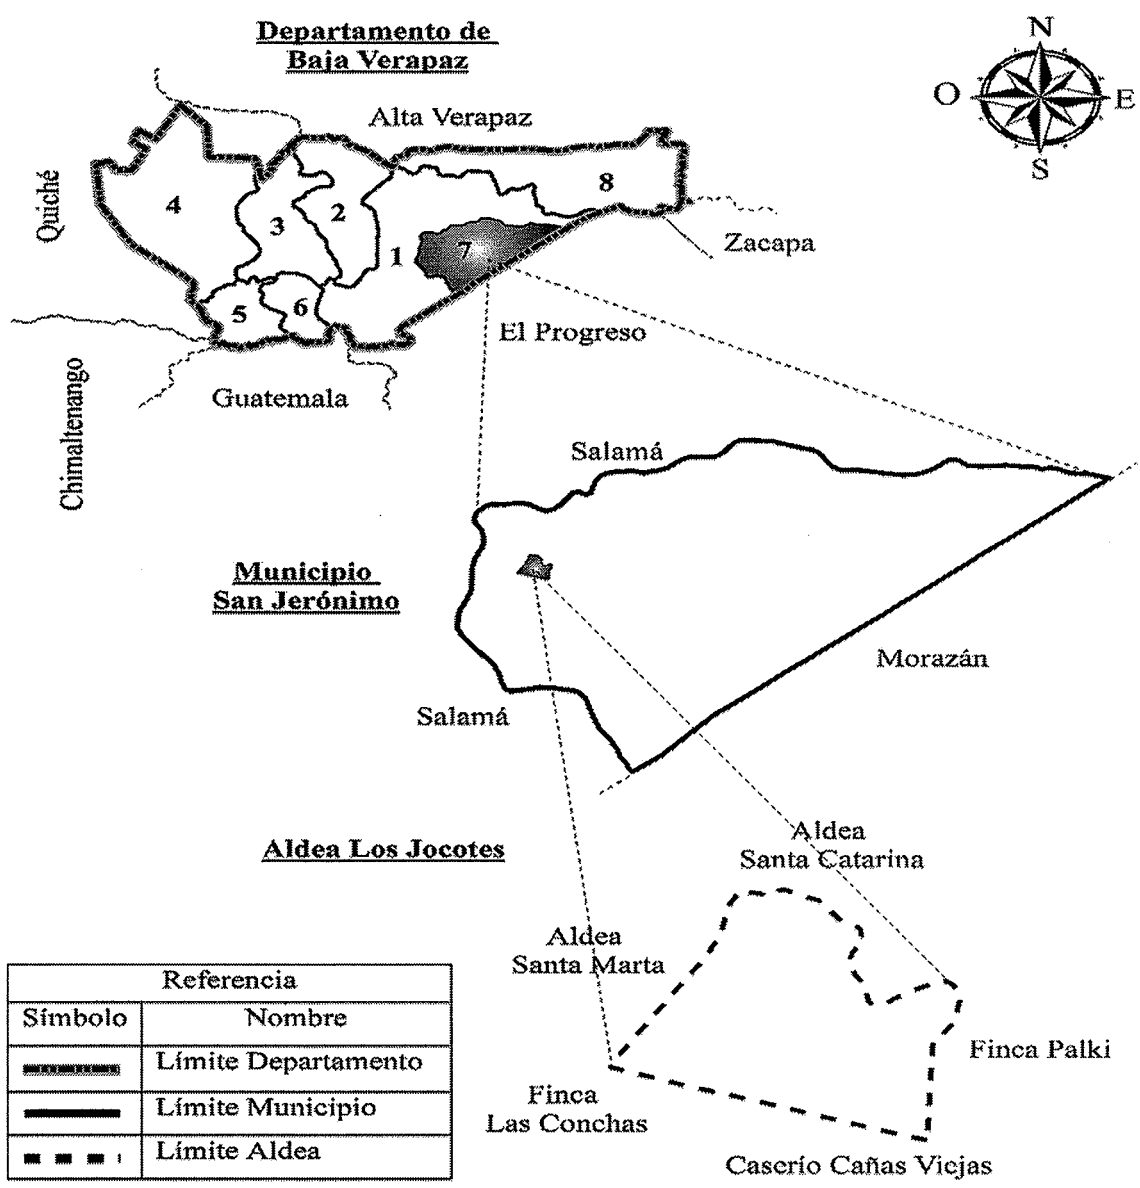 Departamento de
Baja Verapaz
N
O
E
S
Alta Verapaz
Quiché
4
3
2
8
1
7
5
6
Zacapa
El Progreso
Guatemala
Chimaltenango
Salamá
Municipio
San Jerónimo
Morazán
Salamá
Aldea Los Jocotes
Aldea
Santa Catarina
Aldea
Santa Marta
Finca Palki
Finca
Las Conchas
Caserío Cañas Viejas
Referencia
Símbolo
Nombre
Límite Departamento
Límite Municipio
Límite Aldea